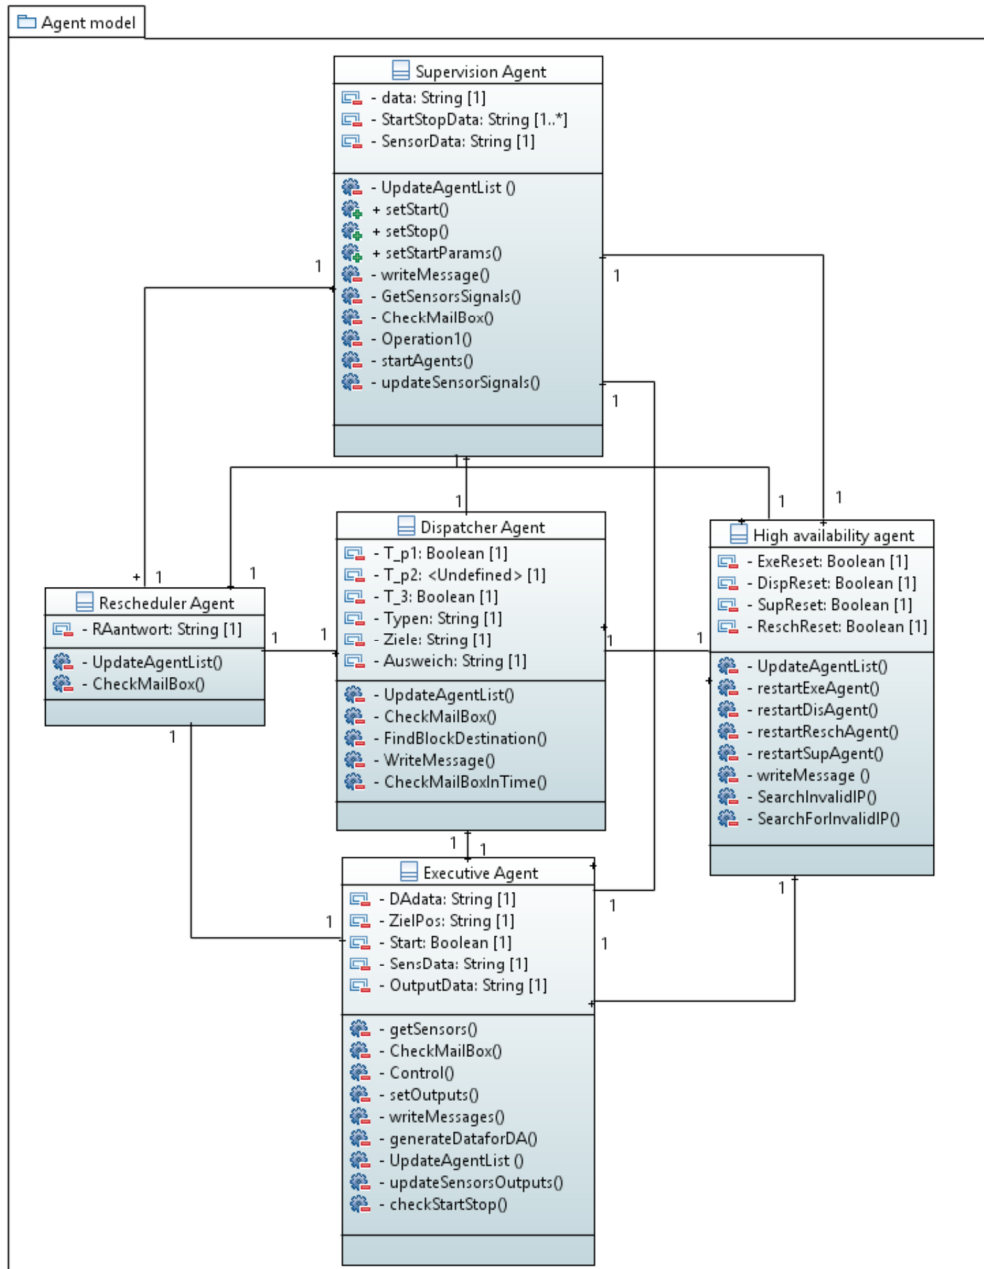 Agent model
Supervision Agent
- data: String [1]
- StartStopData: String [1..*]
- SensorData: String [1]
- UpdateAgentList ()
+ setStart()
+ setStop()
+ setStartParams()
- writeMessage()
- GetSensorsSignals()
- CheckMailBox()
- Operation1()
- startAgents()
- updateSensorSignals()
1
1
1
1
1
1
1
+
1
1
Dispatcher Agent
- T_p1: Boolean [1]
- T_p2: <Undefined> [1]
- T_3: Boolean [1]
- Typen: String [1]
- Ziele: String [1]
- Ausweich: String [1]
- UpdateAgentList()
- CheckMailBox()
- FindBlockDestination()
- WriteMessage()
- CheckMailBoxInTime()
High availability agent
- ExeReset: Boolean [1]
- DispReset: Boolean [1]
- SupReset: Boolean [1]
- ReschReset: Boolean [1]
- UpdateAgentList()
- restartExeAgent()
- restartDisAgent()
- restartReschAgent()
- restartSupAgent()
- writeMessage ()
- SearchInvalidIP()
- SearchForInvalidIP()
Rescheduler Agent
- RAantwort: String [1]
- UpdateAgentList()
- CheckMailBox()
1
1
1
1
1
1
1
Executive Agent
- DAdata: String [1]
- ZielPos: String [1]
- Start: Boolean [1]
- SensData: String [1]
- OutputData: String [1]
- getSensors()
- CheckMailBox()
- Control()
- setOutputs()
- writeMessages()
- generateDataforDA()
- UpdateAgentList ()
- updateSensorsOutputs()
- checkStartStop()
1
1
1
1